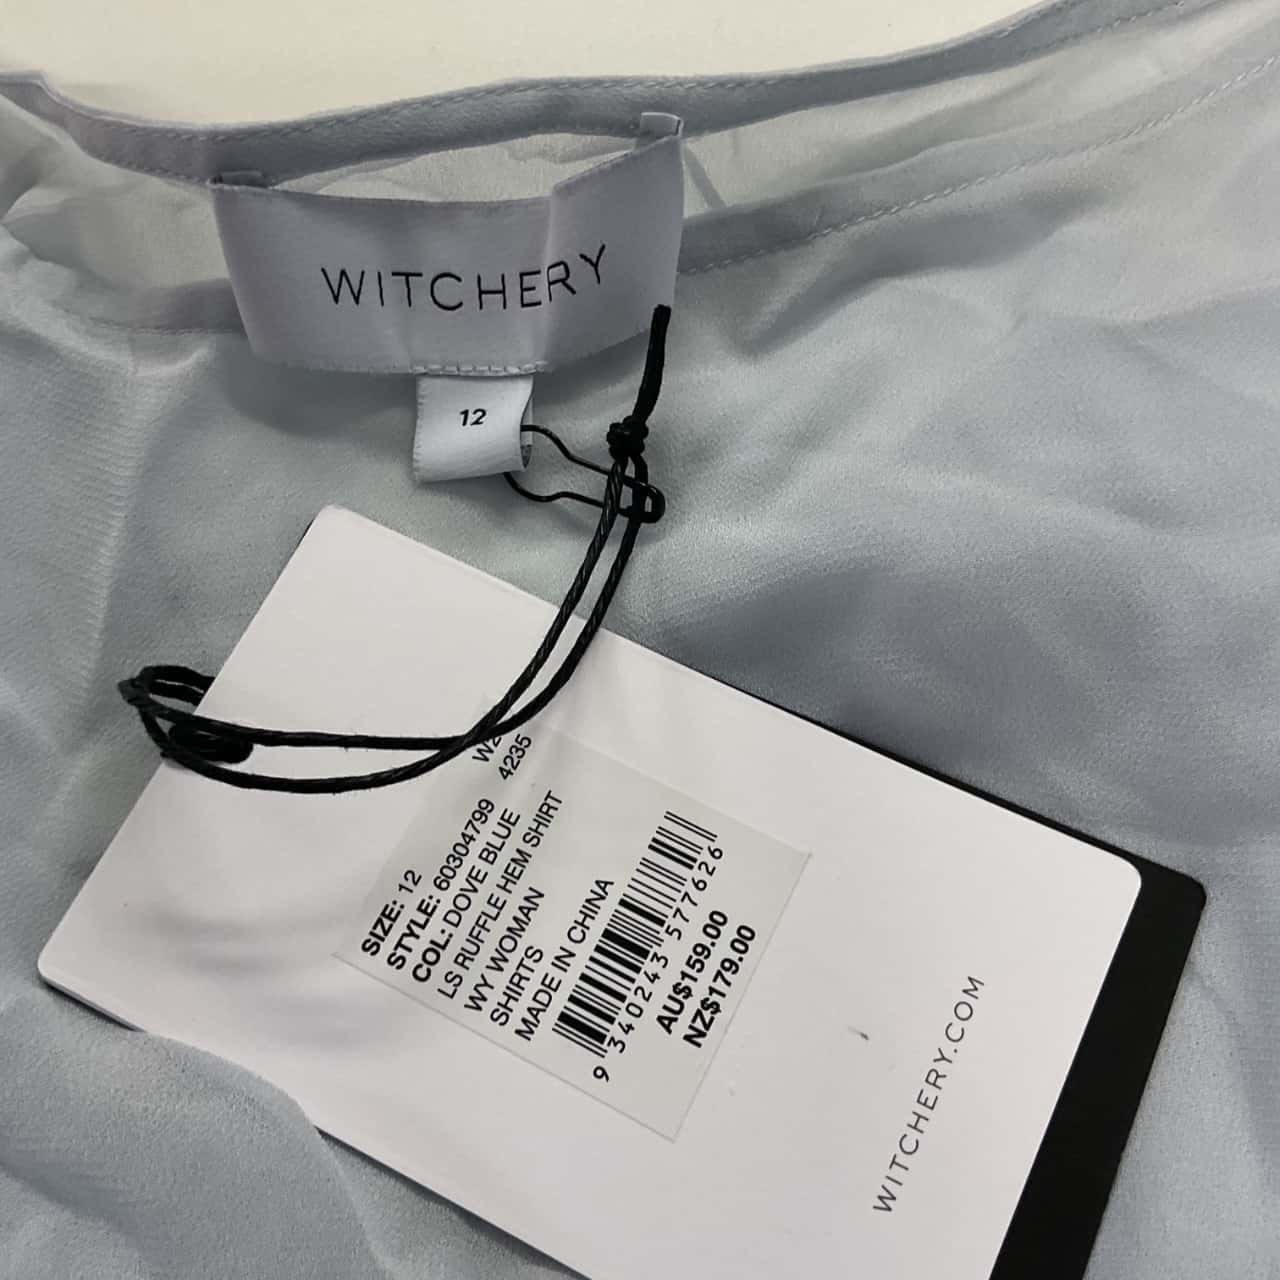 WITCHERY
12
4235
SIZE: 12
STYLE: 60304799
COL: DOVE BLUE
LS RUFFLE HEM SHIRT
WY WOMAN
SHIRTS
MADE IN CHINA
9 340243 577626
AU$159.00
NZ$179.00
WITCHERY.COM